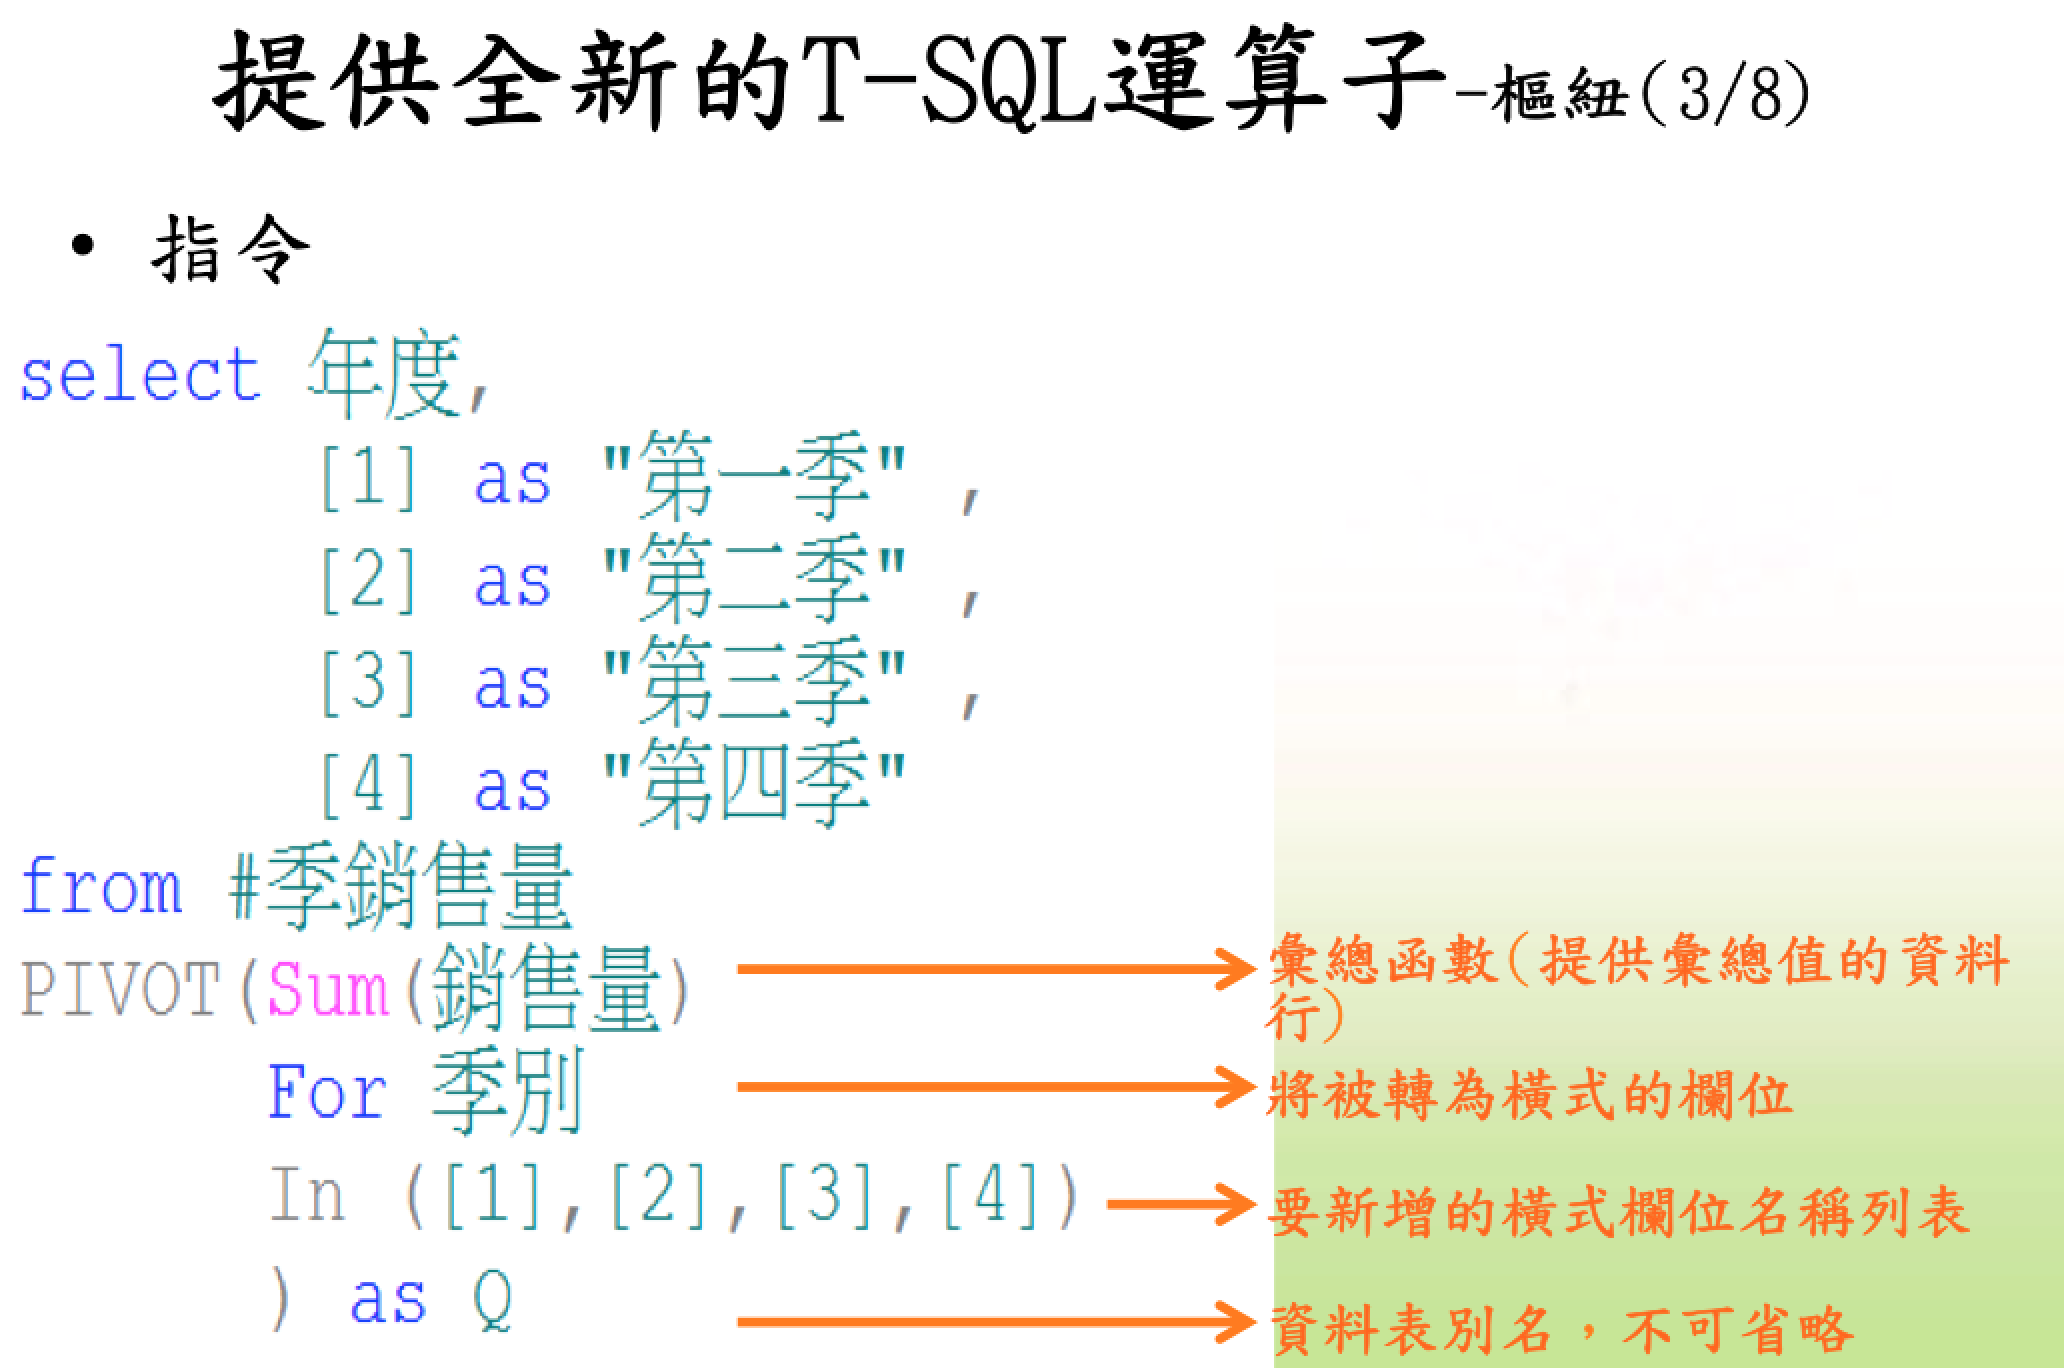 提供全新的T-SQL運算子-樞紐(3/8)
• 指令
select 年度,
[1] as "第一季" ,
[2] as "第二季" ,
[3] as "第三季" ,
[4] as "第四季"
from #季銷售量
PIVOT(Sum(銷售量)
彙總函數(提供彙總值的資料
行)
For 季別
將被轉為橫式的欄位
In ([1],[2],[3],[4])
要新增的橫式欄位名稱列表
) as Q
資料表別名，不可省略